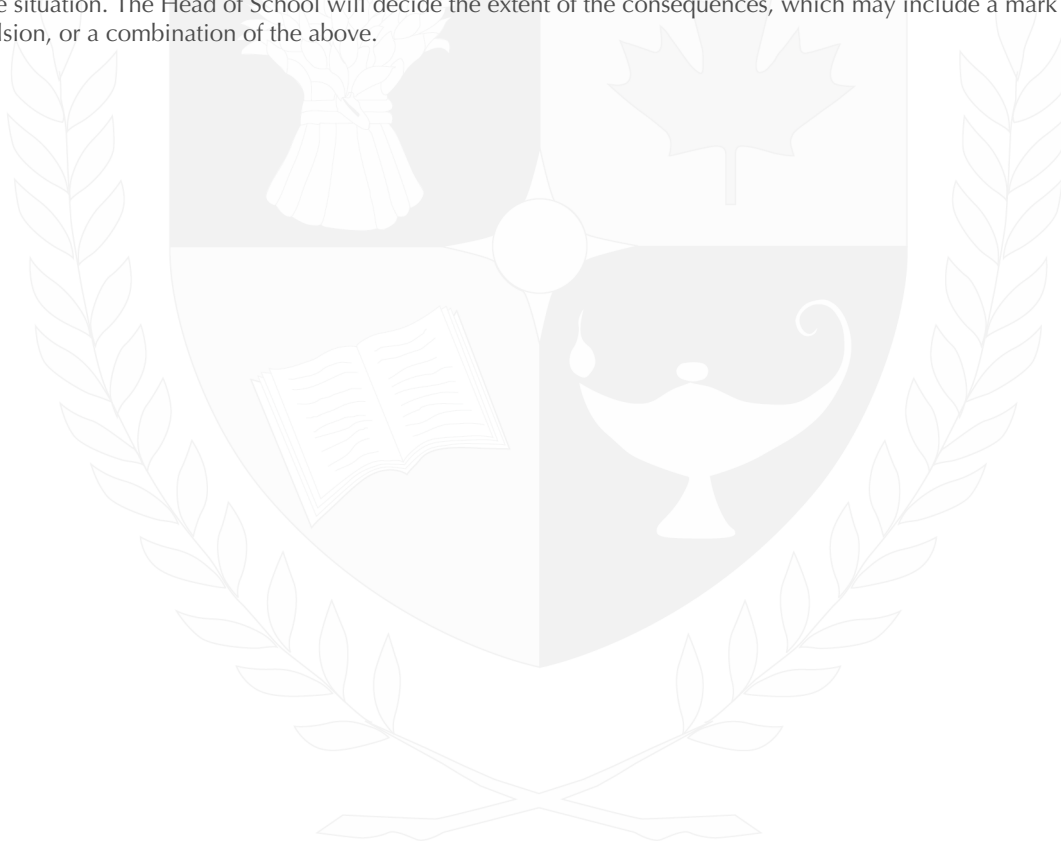 situation. The Head of School will decide the extent of the consequences, which may include a mark
or a combination of the above.